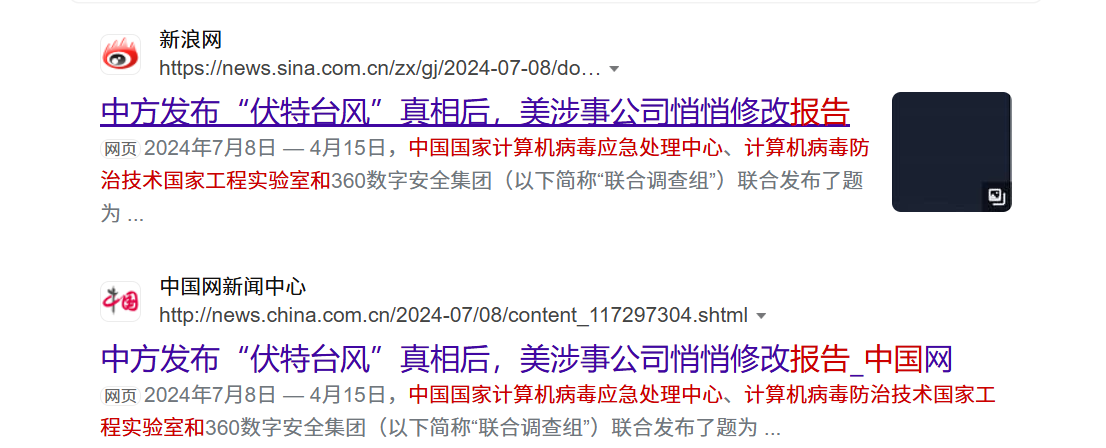 新浪网
https://news.sina.com.cn/zx/gj/2024-07-08/do…
中方发布“伏特台风”真相后，美涉事公司悄悄修改报告
网页 2024年7月8日 — 4月15日，中国国家计算机病毒应急处理中心、计算机病毒防
治技术国家工程实验室和360数字安全集团（以下简称“联合调查组”）联合发布了题
为 ...
中国网新闻中心
http://news.china.com.cn/2024-07/08/content_117297304.shtml
中方发布“伏特台风”真相后，美涉事公司悄悄修改报告_中国网
网页 2024年7月8日 — 4月15日，中国国家计算机病毒应急处理中心、计算机病毒防治技术国家工
程实验室和360数字安全集团（以下简称“联合调查组”）联合发布了题为 ...